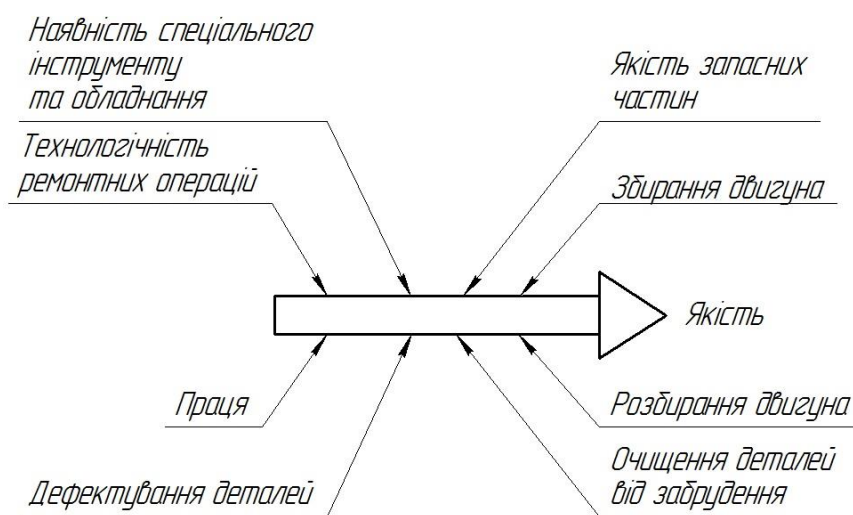 Наявність спеціального
інструменту
та обладнання
Якість запасних
частин
Технологічність
ремонтних операцій
Збирання двигуна
Якість
Праця
Розбирання двигуна
Дефектування деталей
Очищення деталей
від забрудення